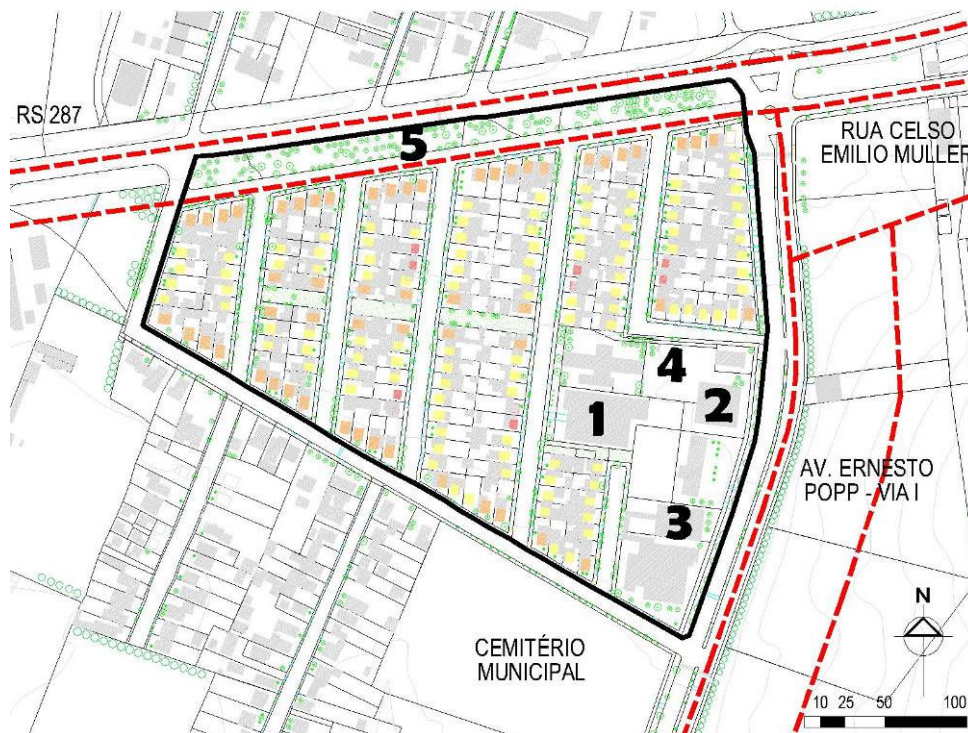 RS 287
5
RUA CELSO
EMILIO MULLER
4
1
2
AV. ERNESTO
POPP - VIA I
3
N
CEMITÉRIO
MUNICIPAL
10 25 50 100